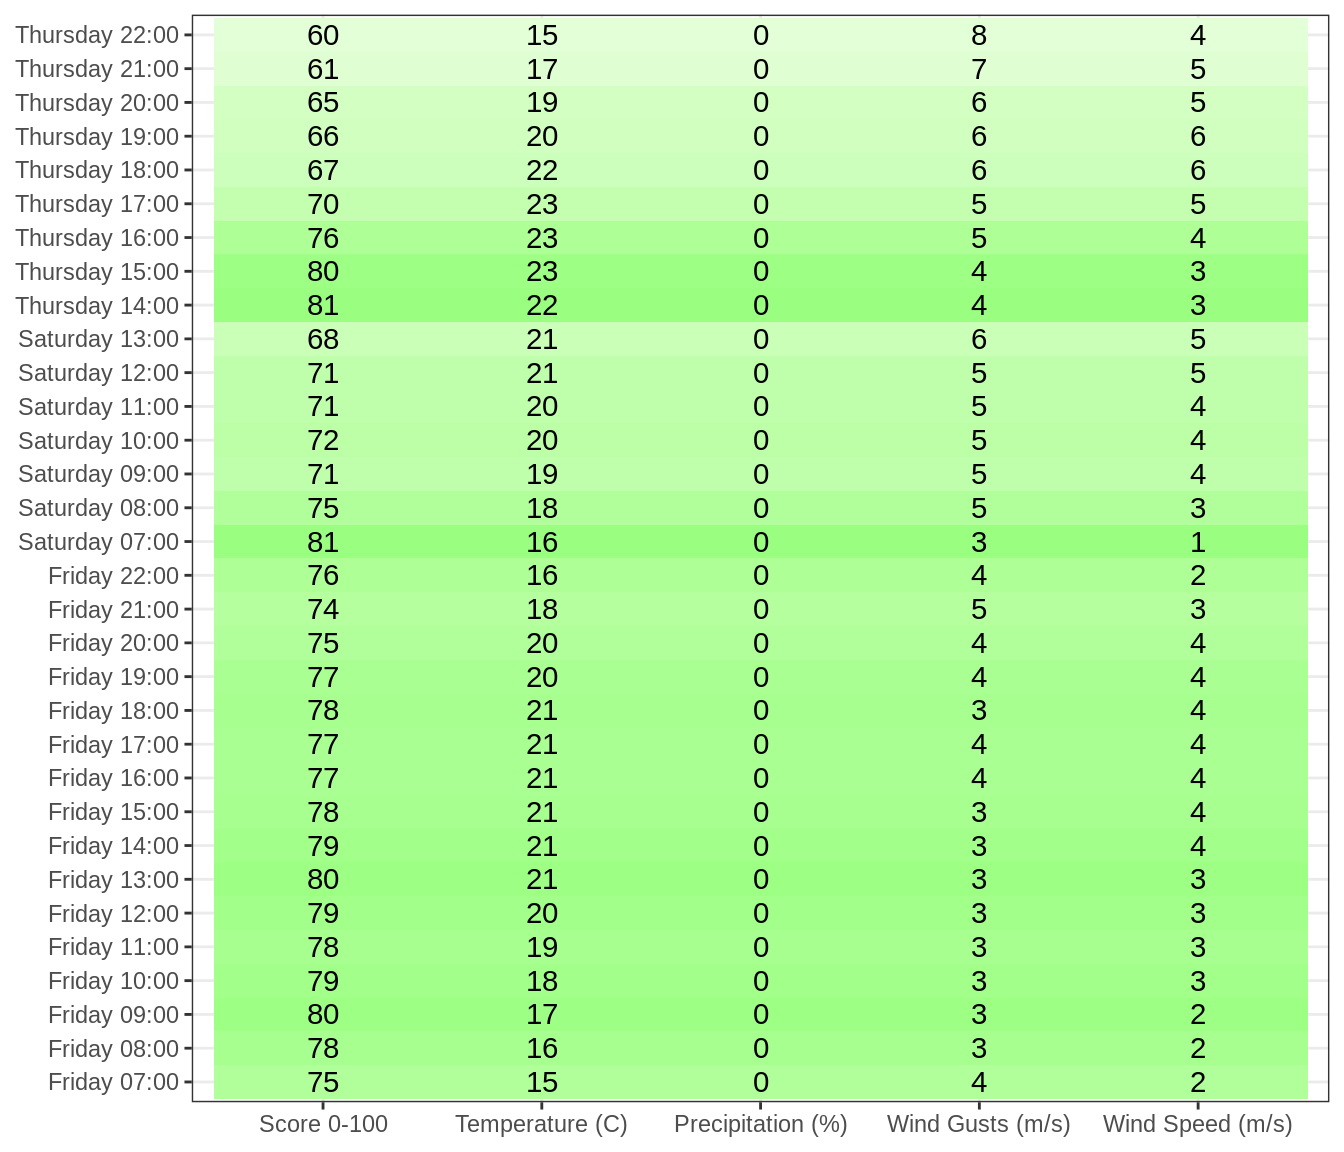 Thursday 22:00 60 15 0 8 4
Thursday 21:00 61 17 0 7 5
Thursday 20:00 65 19 0 6 5
Thursday 19:00 66 20 0 6 6
Thursday 18:00 67 22 0 6 6
Thursday 17:00 70 23 0 5 5
Thursday 16:00 76 23 0 5 4
Thursday 15:00 80 23 0 4 3
Thursday 14:00 81 22 0 4 3
Saturday 13:00 68 21 0 6 5
Saturday 12:00 71 21 0 5 5
Saturday 11:00 71 20 0 5 4
Saturday 10:00 72 20 0 5 4
Saturday 09:00 71 19 0 5 4
Saturday 08:00 75 18 0 5 3
Saturday 07:00 81 16 0 3 1
Friday 22:00 76 16 0 4 2
Friday 21:00 74 18 0 5 3
Friday 20:00 75 20 0 4 4
Friday 19:00 77 20 0 4 4
Friday 18:00 78 21 0 3 4
Friday 17:00 77 21 0 4 4
Friday 16:00 77 21 0 4 4
Friday 15:00 78 21 0 3 4
Friday 14:00 79 21 0 3 4
Friday 13:00 80 21 0 3 3
Friday 12:00 79 20 0 3 3
Friday 11:00 78 19 0 3 3
Friday 10:00 79 18 0 3 3
Friday 09:00 80 17 0 3 2
Friday 08:00 78 16 0 3 2
Friday 07:00 75 15 0 4 2
Score 0-100 Temperature (C) Precipitation (%) Wind Gusts (m/s) Wind Speed (m/s)